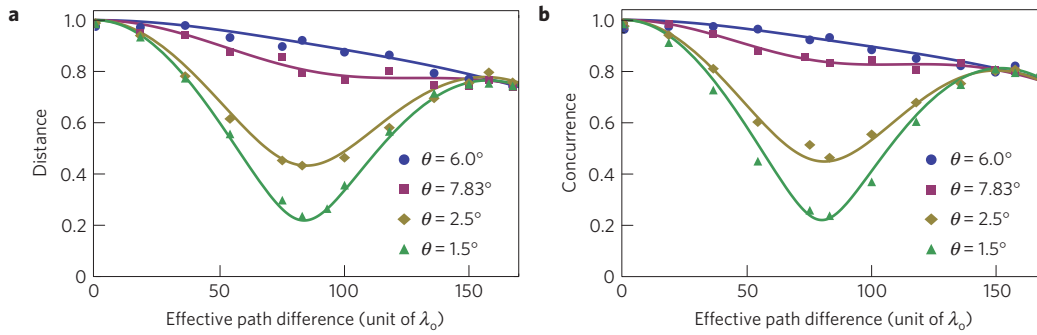 a
1.0
0.8
0.6
0.4
0.2
Distance
θ = 6.0°
θ = 7.83°
θ = 2.5°
θ = 1.5°
0 50 100 150
Effective path difference (unit of λo)
b
1.0
0.8
0.6
0.4
0.2
Concurrence
θ = 6.0°
θ = 7.83°
θ = 2.5°
θ = 1.5°
0 50 100 150
Effective path difference (unit of λo)